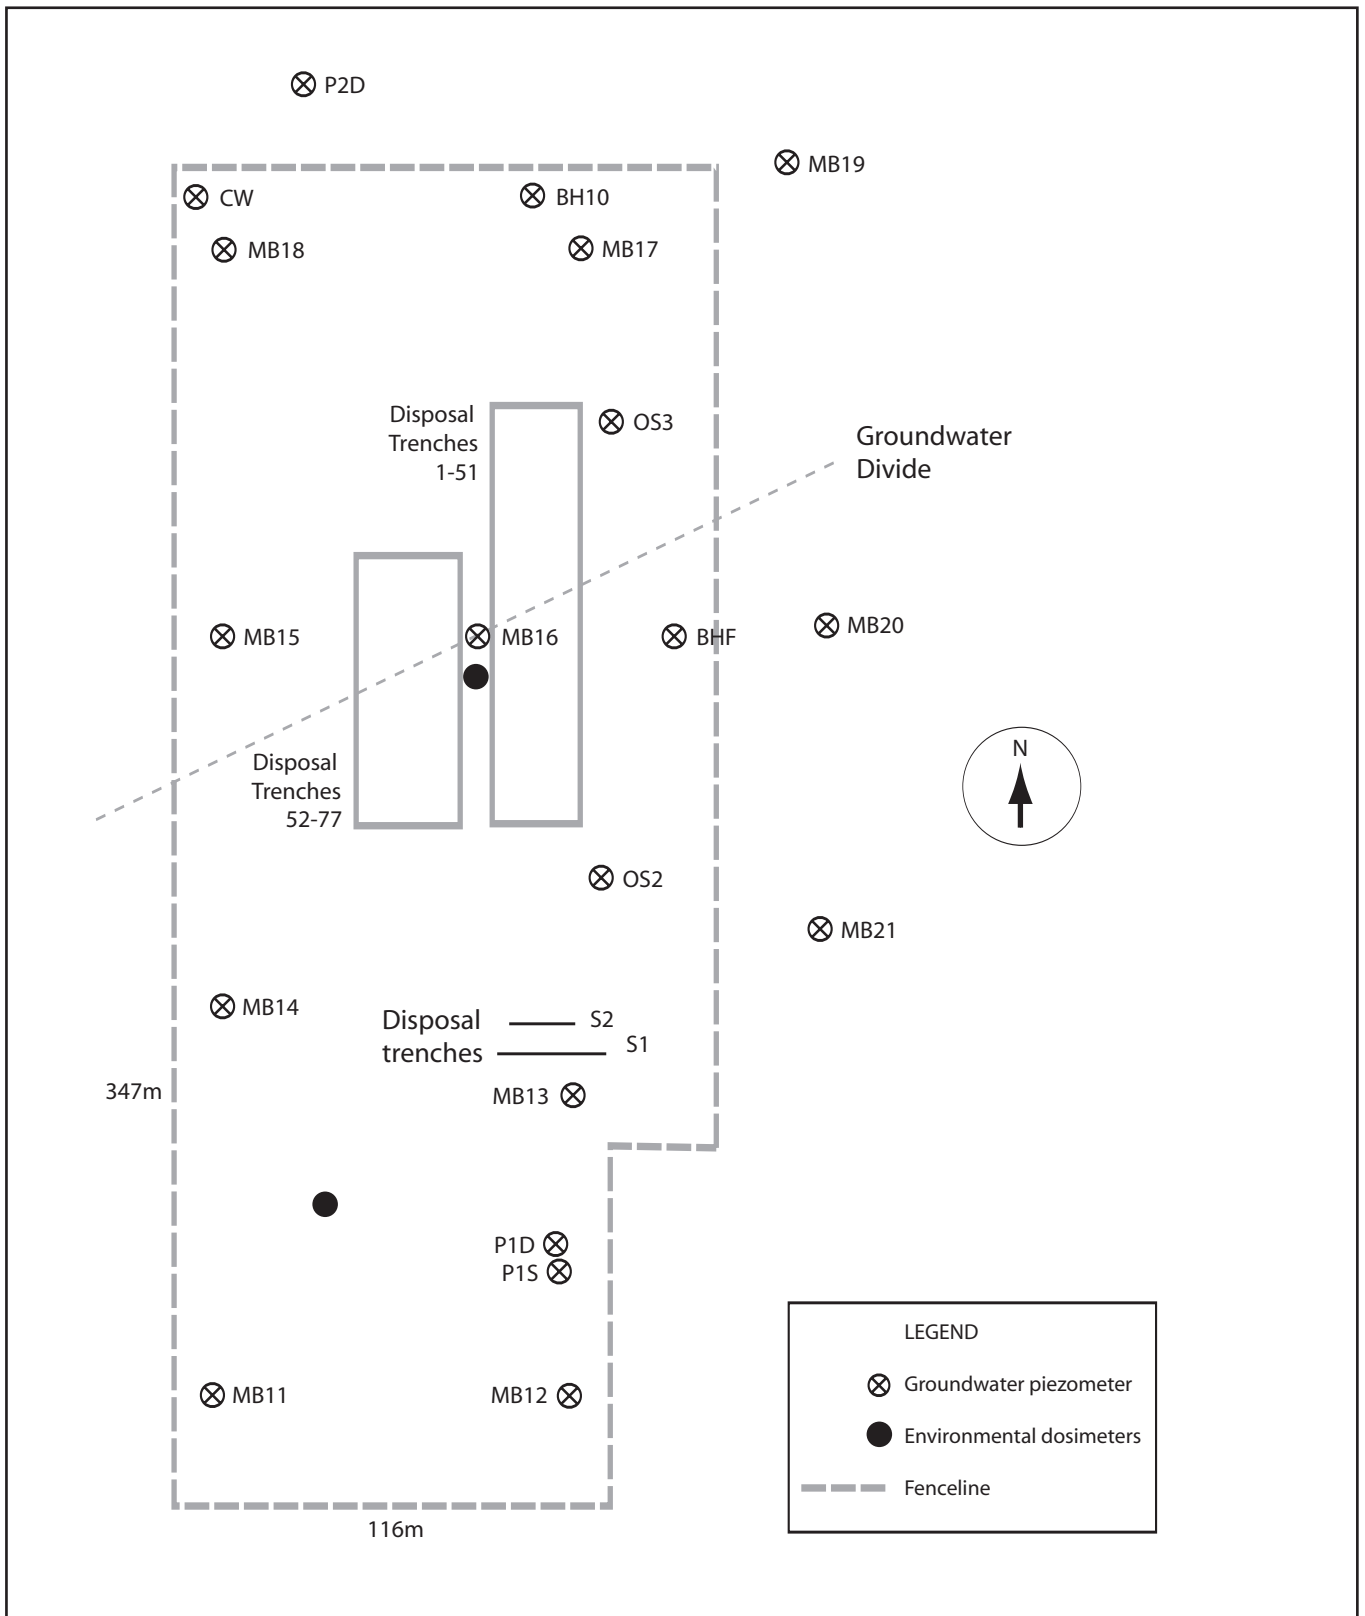 P2D
MB19
CW
BH10
MB18
MB17
Disposal
Trenches
1-51
OS3
Groundwater
Divide
MB15
MB16
BHF
MB20
N
Disposal
Trenches
52-77
OS2
MB21
MB14
Disposal
trenches
S2
S1
347m
MB13
P1D
P1S
MB11
MB12
116m
LEGEND
Groundwater piezometer
Environmental dosimeters
Fenceline